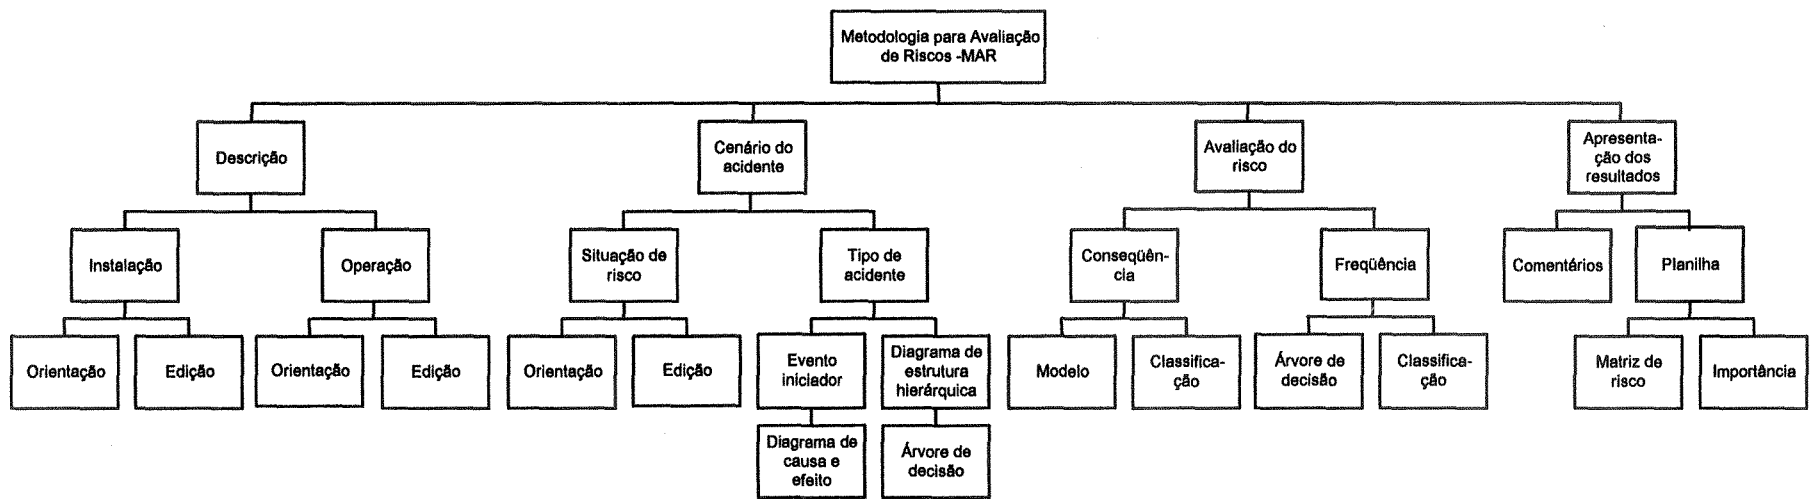 Metodologia para Avaliação
de Riscos -MAR
Descrição
Cenário do
acidente
Avaliação do
risco
Apresenta-
ção dos
resultados
Instalação
Operação
Situação de
risco
Tipo de
acidente
Conseqüên-
cia
Freqüência
Comentários
Planilha
Orientação
Edição
Orientação
Edição
Orientação
Edição
Evento
iniciador
Diagrama de
estrutura
hierárquica
Modelo
Classifica-
ção
Árvore de
decisão
Classifica-
ção
Matriz de
risco
Importância
Diagrama de
causa e
efeito
Árvore de
decisão